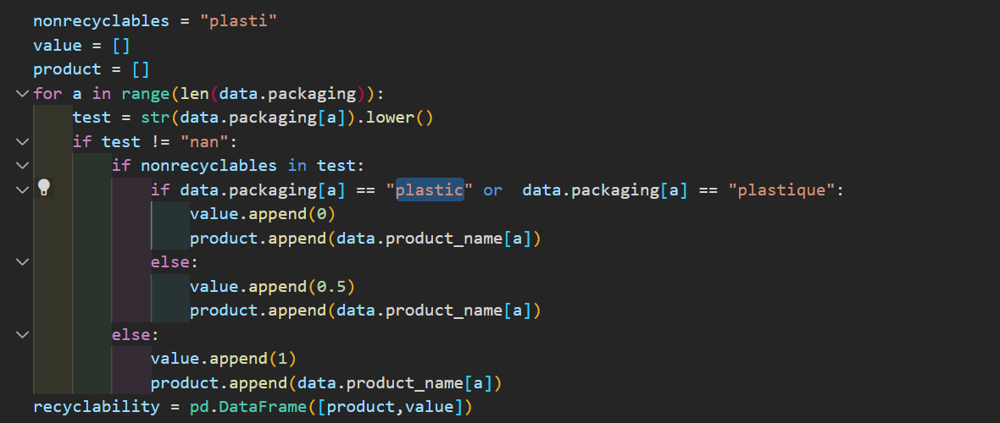 nonrecyclables = "plasti"
value = []
product = []
for a in range(len(data.packaging)):
    test = str(data.packaging[a]).lower()
    if test != "nan":
        if nonrecyclables in test:
            if data.packaging[a] == "plastic" or  data.packaging[a] == "plastique":
                value.append(0)
                product.append(data.product_name[a])
            else:
                value.append(0.5)
                product.append(data.product_name[a])
        else:
            value.append(1)
            product.append(data.product_name[a])
recyclability = pd.DataFrame([product,value])